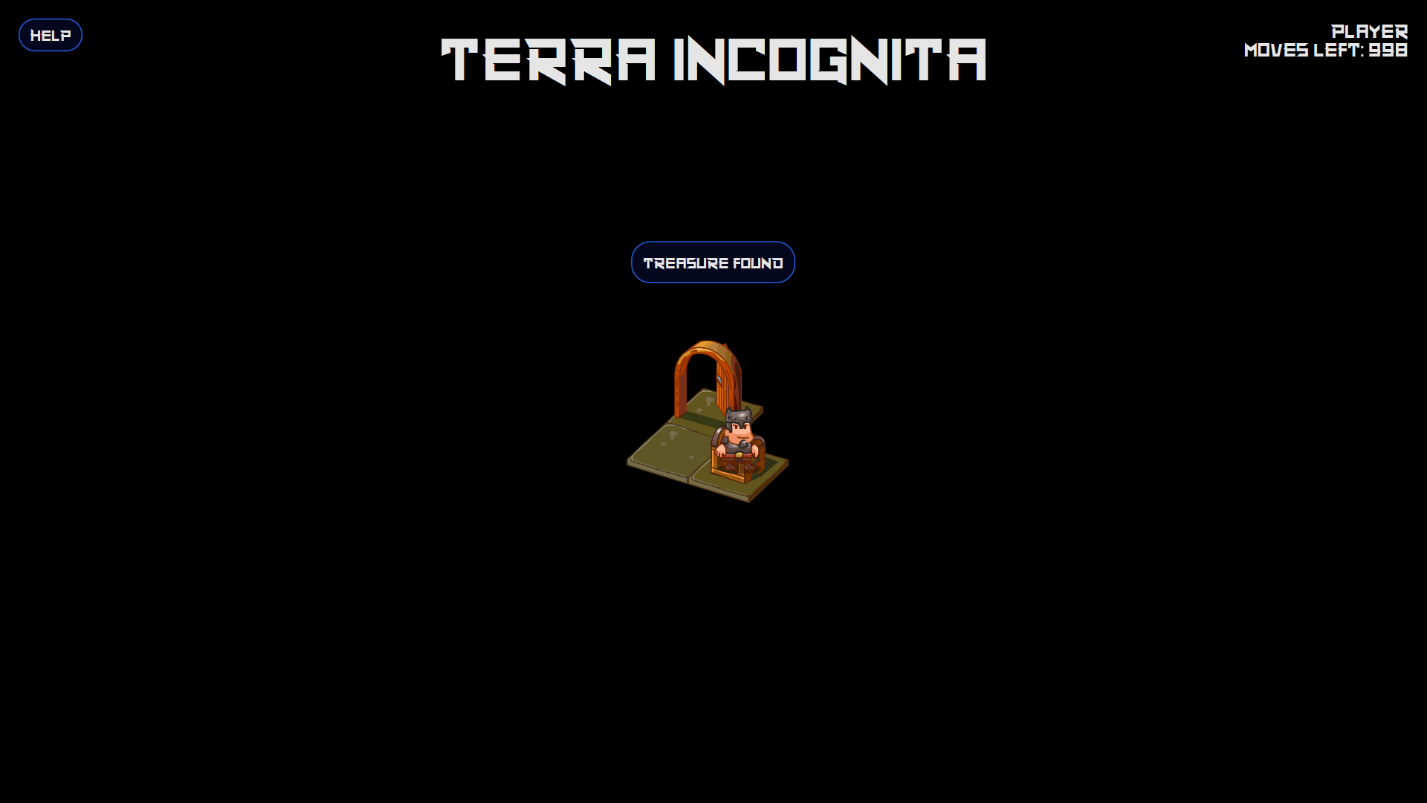 HELP
TERRA INCOGNITA
PLAYER
MOVES LEFT: 998
TREASURE FOUND